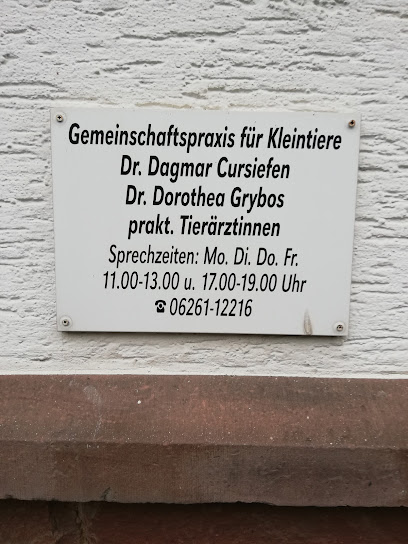 Gemeinschaftspraxis für Kleintiere
Dr. Dagmar Cursiefen
Dr. Dorothea Grybos
prakt. Tierärztinnen
Sprechzeiten: Mo. Di. Do. Fr.
11.00-13.00 u. 17.00-19.00 Uhr
☎ 06261-12216